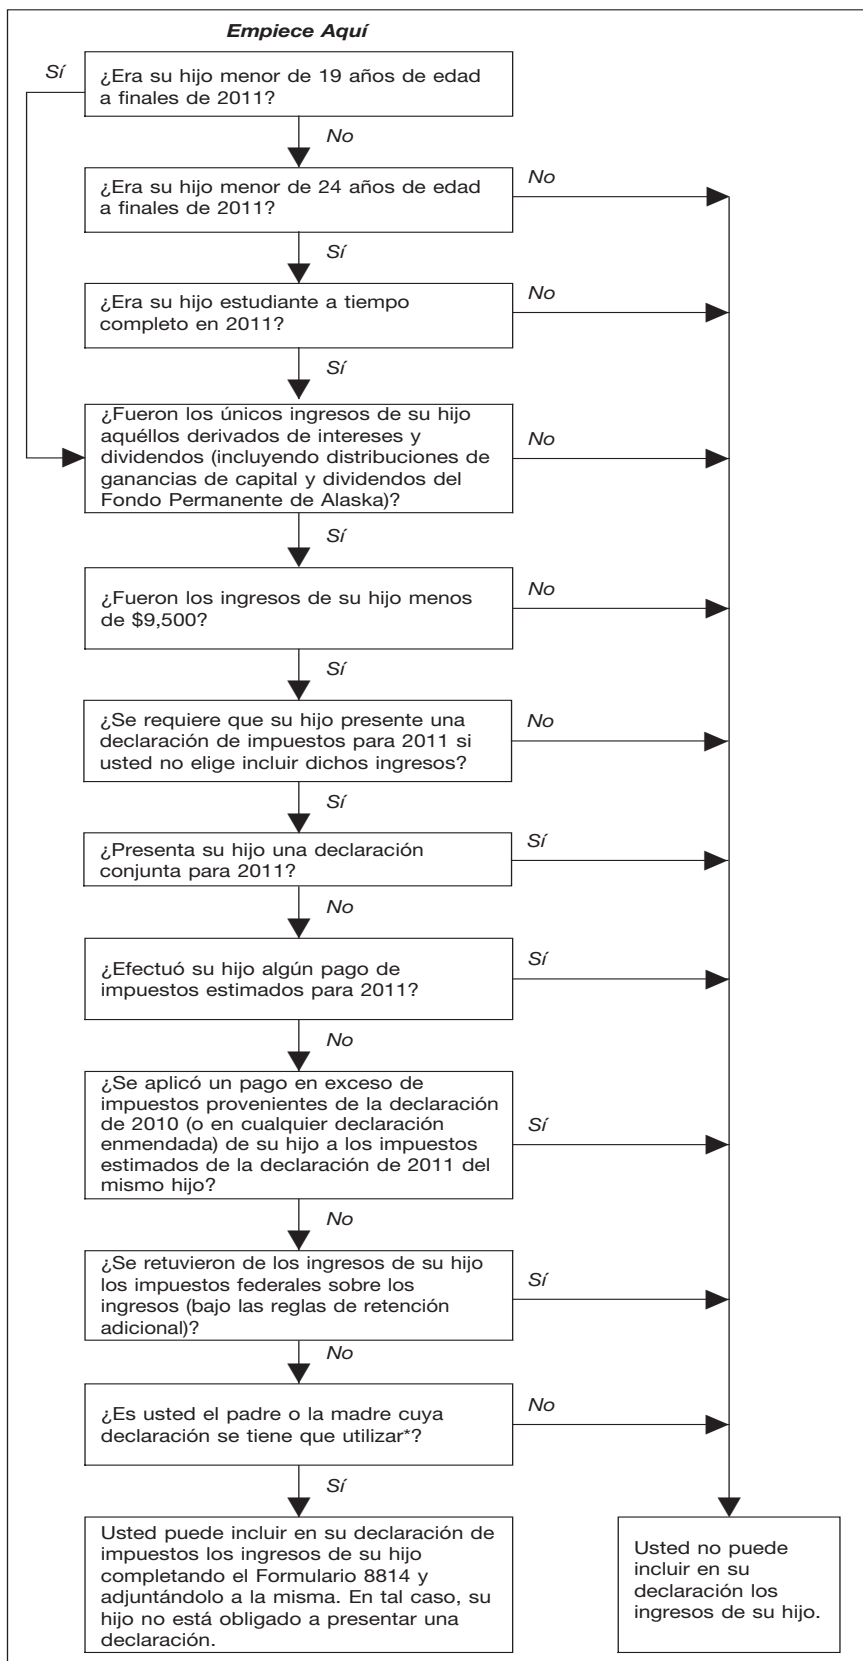 Empiece Aquí
Sí
¿Era su hijo menor de 19 años de edad
a finales de 2011?
No
¿Era su hijo menor de 24 años de edad
a finales de 2011?
No
Sí
¿Era su hijo estudiante a tiempo
completo en 2011?
No
Sí
¿Fueron los únicos ingresos de su hijo
aquéllos derivados de intereses y
dividendos (incluyendo distribuciones de
ganancias de capital y dividendos del
Fondo Permanente de Alaska)?
No
Sí
¿Fueron los ingresos de su hijo menos
de $9,500?
No
Sí
¿Se requiere que su hijo presente una
declaración de impuestos para 2011 si
usted no elige incluir dichos ingresos?
No
Sí
¿Presenta su hijo una declaración
conjunta para 2011?
Sí
No
¿Efectuó su hijo algún pago de
impuestos estimados para 2011?
Sí
No
¿Se aplicó un pago en exceso de
impuestos provenientes de la declaración
de 2010 (o en cualquier declaración
enmendada) de su hijo a los impuestos
estimados de la declaración de 2011 del
mismo hijo?
Sí
No
¿Se retuvieron de los ingresos de su hijo
los impuestos federales sobre los
ingresos (bajo las reglas de retención
adicional)?
Sí
No
¿Es usted el padre o la madre cuya
declaración se tiene que utilizar*?
No
Sí
Usted puede incluir en su declaración de
impuestos los ingresos de su hijo
completando el Formulario 8814 y
adjuntándolo a la misma. En tal caso, su
hijo no está obligado a presentar una
declaración.
Usted no puede
incluir en su
declaración los
ingresos de su hijo.